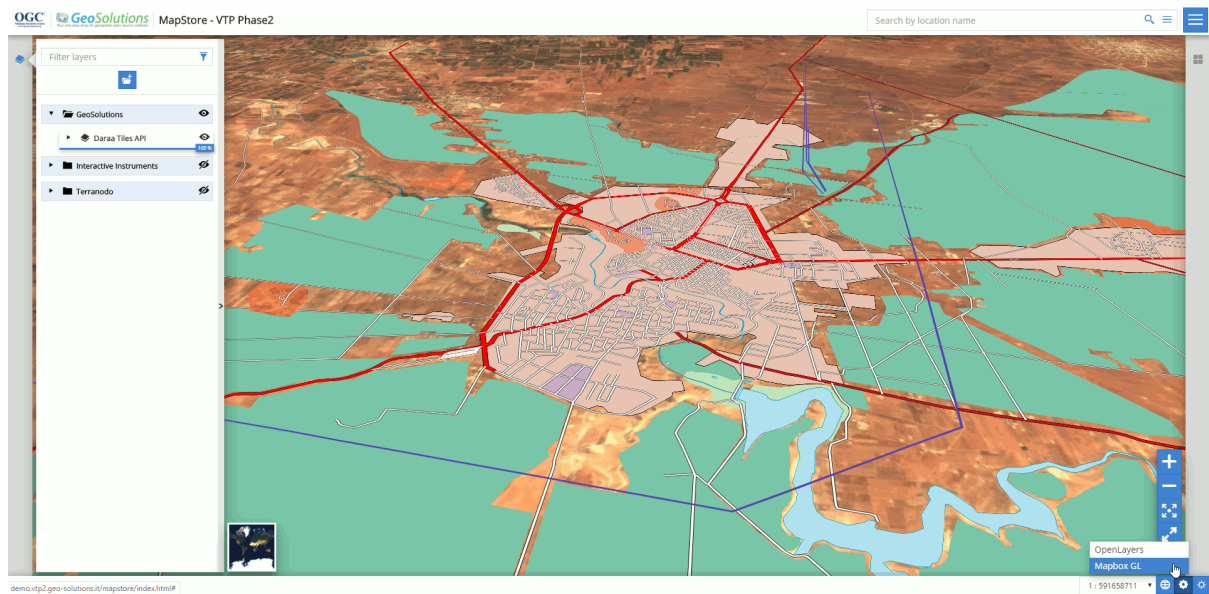 OGC GeoSolutions MapStore - VTP Phase2
Search by location name
Filter layers
GeoSolutions
Daraa Tiles API
100 %
Interactive Instruments
Terranodo
OpenLayers
Mapbox GL
demo.vtp2.geo-solutions.it/mapstore/index.html#
1 : 591658711